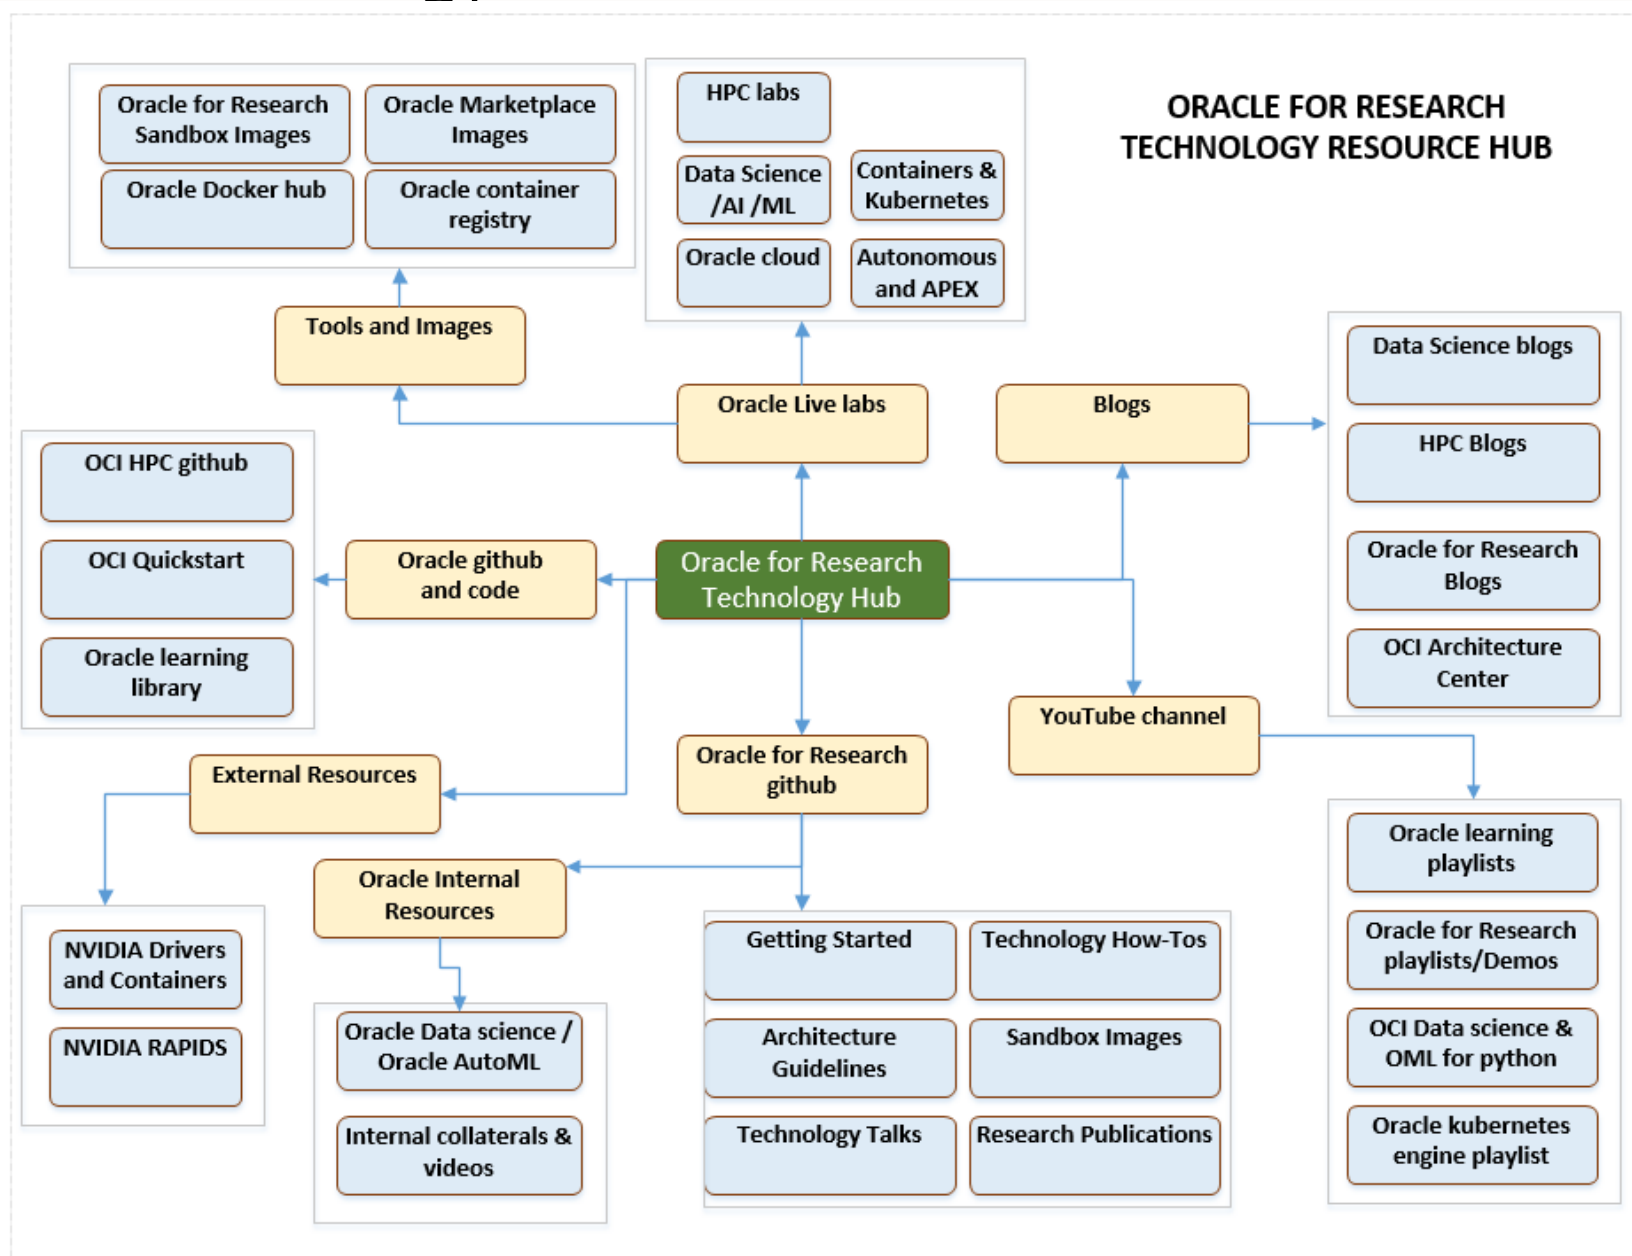 ORACLE FOR RESEARCH
TECHNOLOGY RESOURCE HUB
Oracle for Research
Sandbox Images
Oracle Marketplace
Images
Oracle Docker hub
Oracle container
registry
HPC labs
Data Science
/AI /ML
Containers &
Kubernetes
Oracle cloud
Autonomous
and APEX
Tools and Images
Oracle Live labs
Blogs
Data Science blogs
HPC Blogs
Oracle for Research
Blogs
OCI Architecture
Center
OCI HPC github
OCI Quickstart
Oracle learning
library
Oracle github
and code
Oracle for Research
Technology Hub
YouTube channel
External Resources
Oracle for Research
github
Oracle Internal
Resources
NVIDIA Drivers
and Containers
NVIDIA RAPIDS
Oracle Data science /
Oracle AutoML
Internal collaterals &
videos
Getting Started
Technology How-Tos
Architecture
Guidelines
Sandbox Images
Technology Talks
Research Publications
Oracle learning
playlists
Oracle for Research
playlists/Demos
OCI Data science &
OML for python
Oracle kubernetes
engine playlist